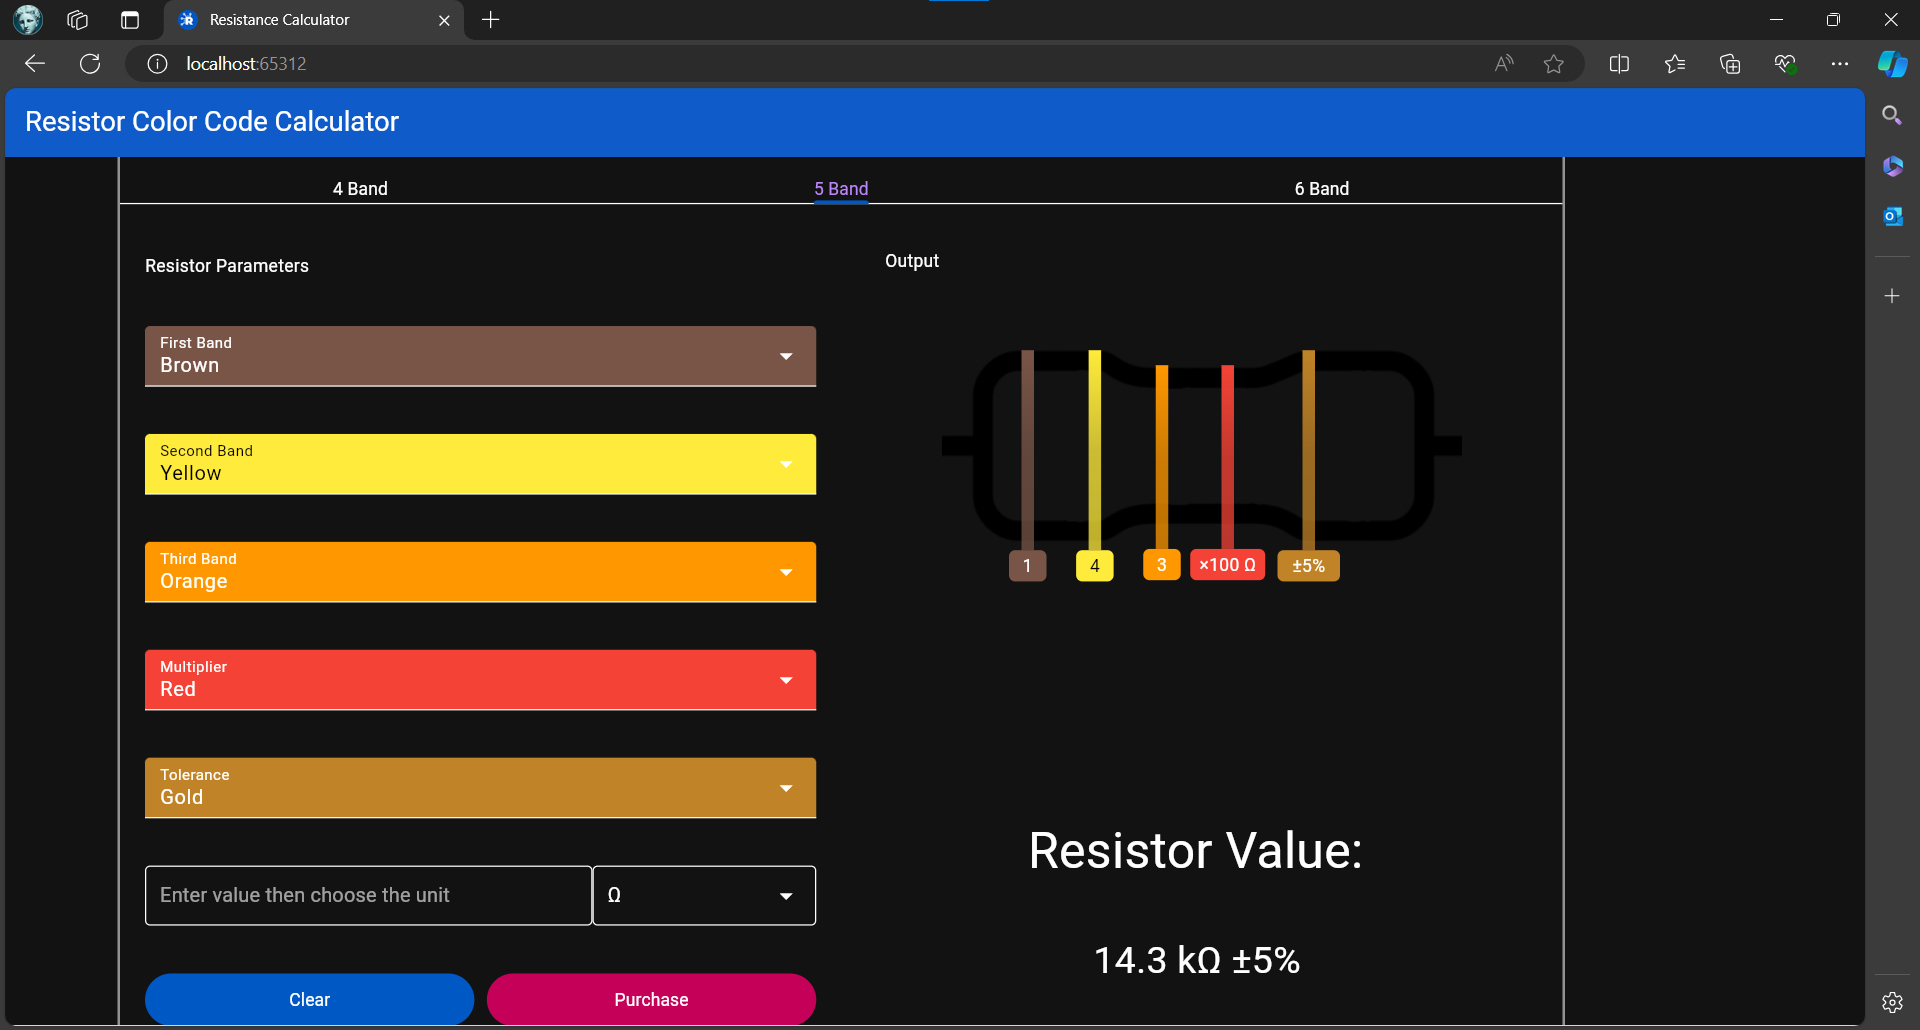 Resistance Calculator
localhost:65312
Resistor Color Code Calculator
4 Band
5 Band
6 Band
Resistor Parameters
Output
First Band
Brown
Second Band
Yellow
Third Band
Orange
Multiplier
Red
Tolerance
Gold
Enter value then choose the unit
Ω
Clear
Purchase
1
4
3
×100 Ω
±5%
Resistor Value:
14.3 kΩ ±5%